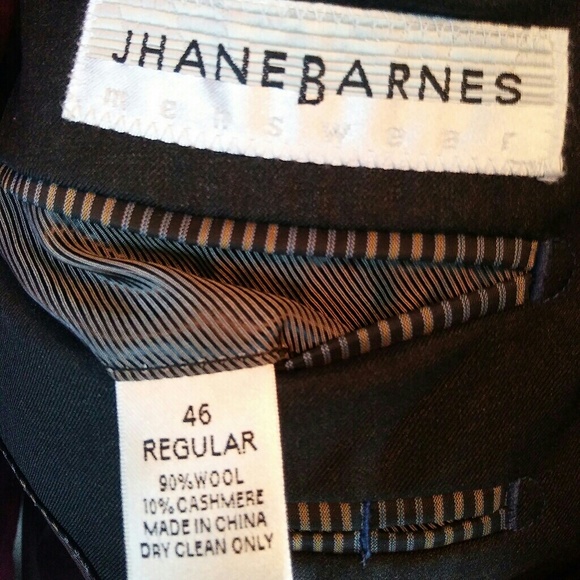 JHANEBARNES
menswear
46
REGULAR
90%WOOL
10%CASHMERE
MADE IN CHINA
DRY CLEAN ONLY